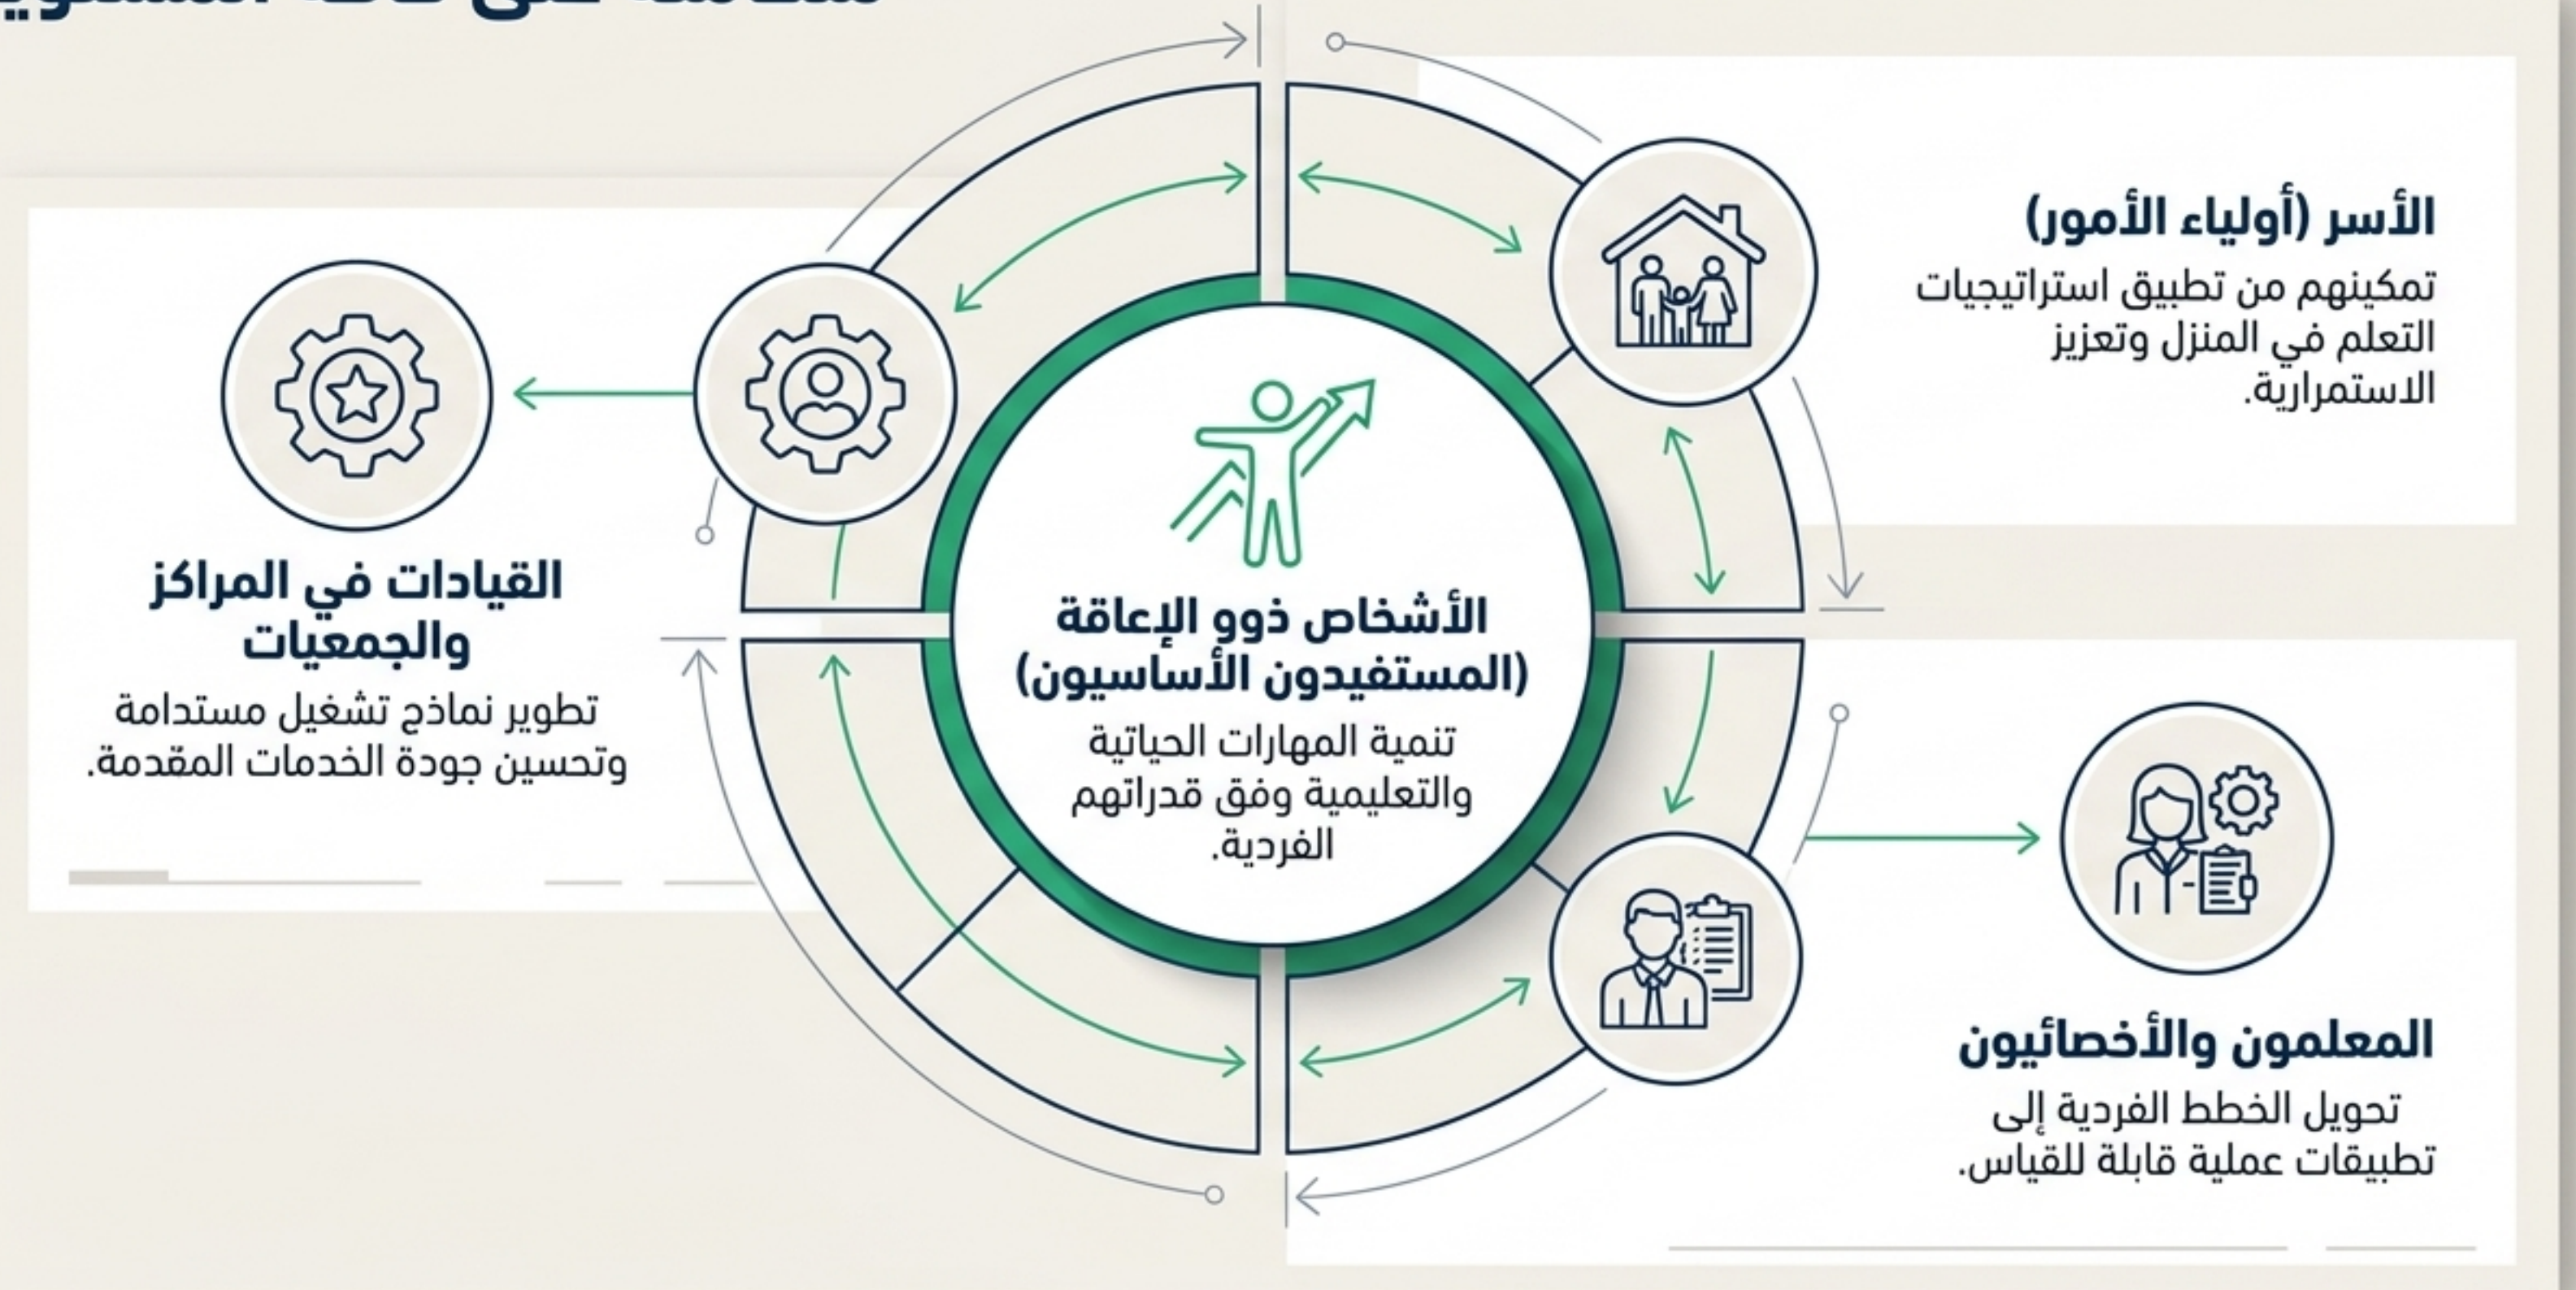 الأسر (أولياء الأمور)
تمكينهم من تطبيق استراتيجيات
التعلم في المنزل وتعزيز
الاستمرارية.
الأشخاص ذوو الإعاقة
(المستفيدون الأساسيون)
تنمية المهارات الحياتية
والتعليمية وفق قدراتهم
الفردية.
القيادات في المراكز
والجمعيات
تطوير نماذج تشغيل مستدامة
وتحسين جودة الخدمات المقدمة.
المعلمون والأخصائيون
تحويل الخطط الفردية إلى
تطبيقات عملية قابلة للقياس.